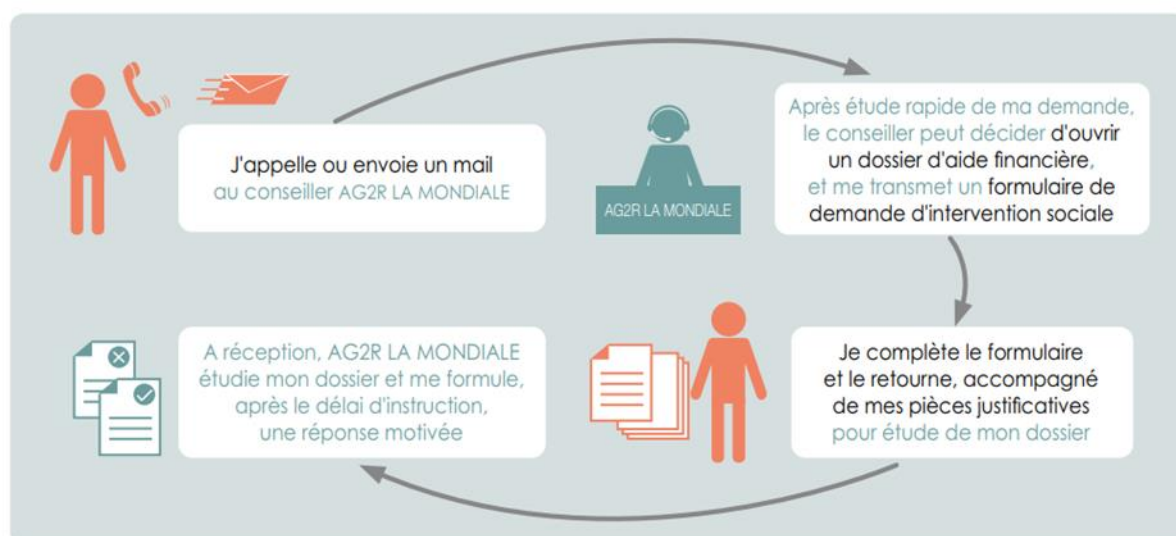 J'appelle ou envoie un mail
au conseiller AG2R LA MONDIALE
AG2R LA MONDIALE
Après étude rapide de ma demande,
le conseiller peut décider d'ouvrir
un dossier d'aide financière,
et me transmet un formulaire de
demande d'intervention sociale
Je complète le formulaire
et le retourne, accompagné
de mes pièces justificatives
pour étude de mon dossier
A réception, AG2R LA MONDIALE
étudie mon dossier et me formule,
après le délai d'instruction,
une réponse motivée